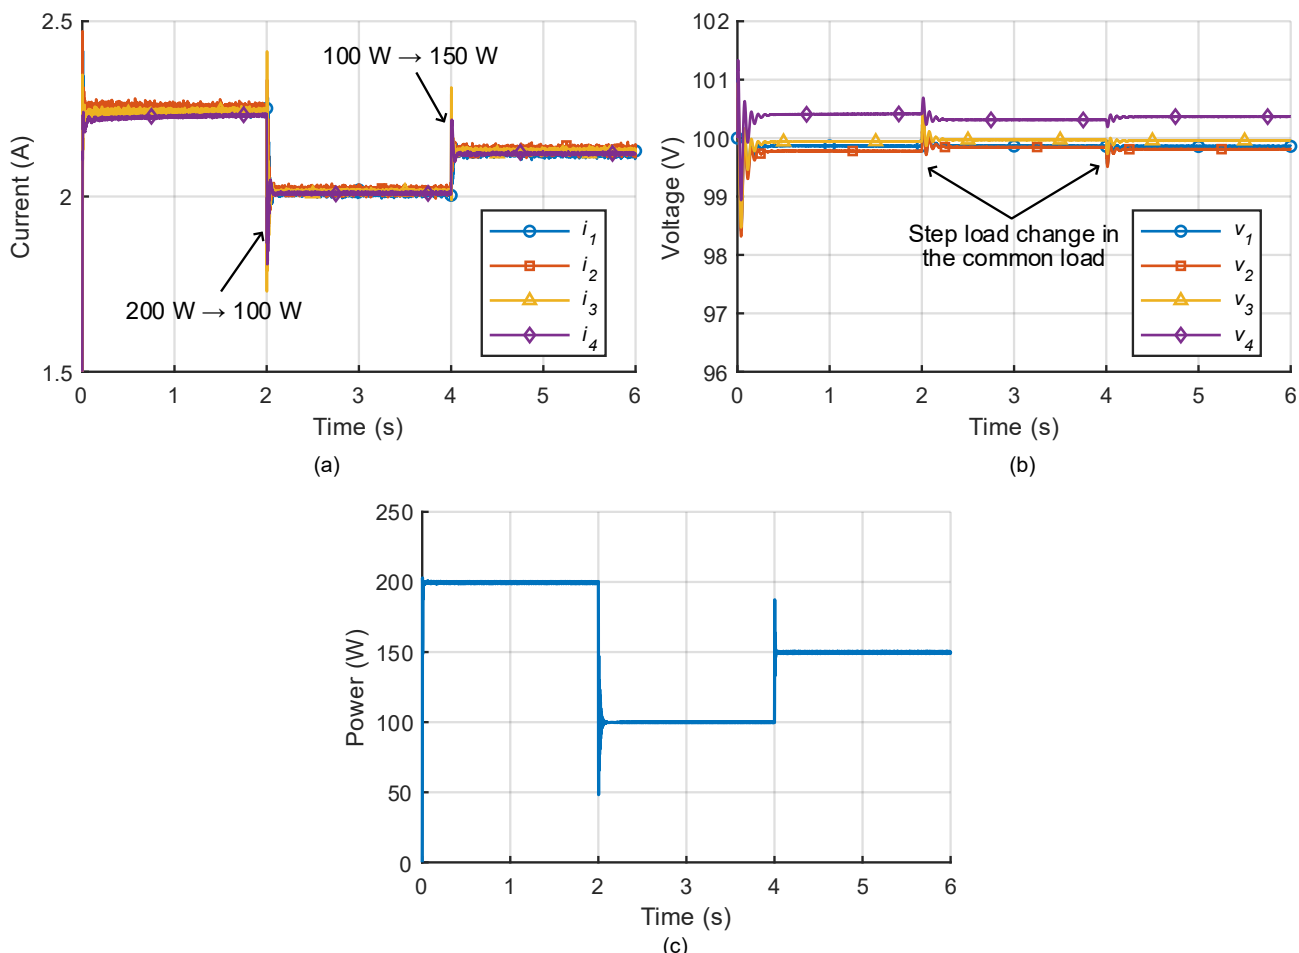 2.5
2
1.5
Current (A)
100 W → 150 W
200 W → 100 W
i1
i2
i3
i4
0 1 2 3 4 5 6
Time (s)
(a)
102
101
100
99
98
97
96
Voltage (V)
Step load change in
the common load
v1
v2
v3
v4
0 1 2 3 4 5 6
Time (s)
(b)
250
200
150
100
50
0
Power (W)
0 1 2 3 4 5 6
Time (s)
(c)